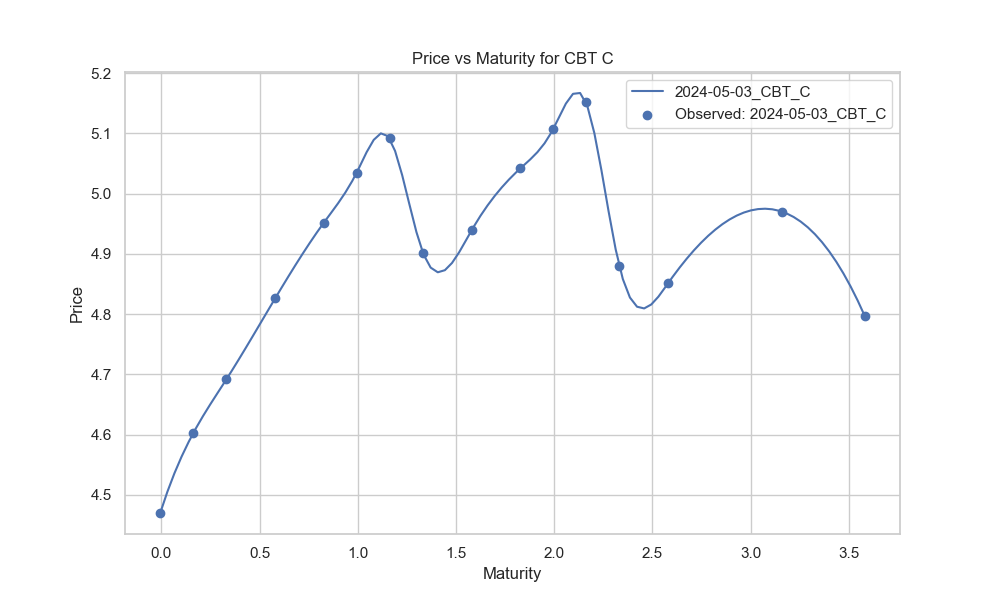 Price vs Maturity for CBT C
2024-05-03_CBT_C
Observed: 2024-05-03_CBT_C
Price
5.2
5.1
5.0
4.9
4.8
4.7
4.6
4.5
0.0 0.5 1.0 1.5 2.0 2.5 3.0 3.5
Maturity